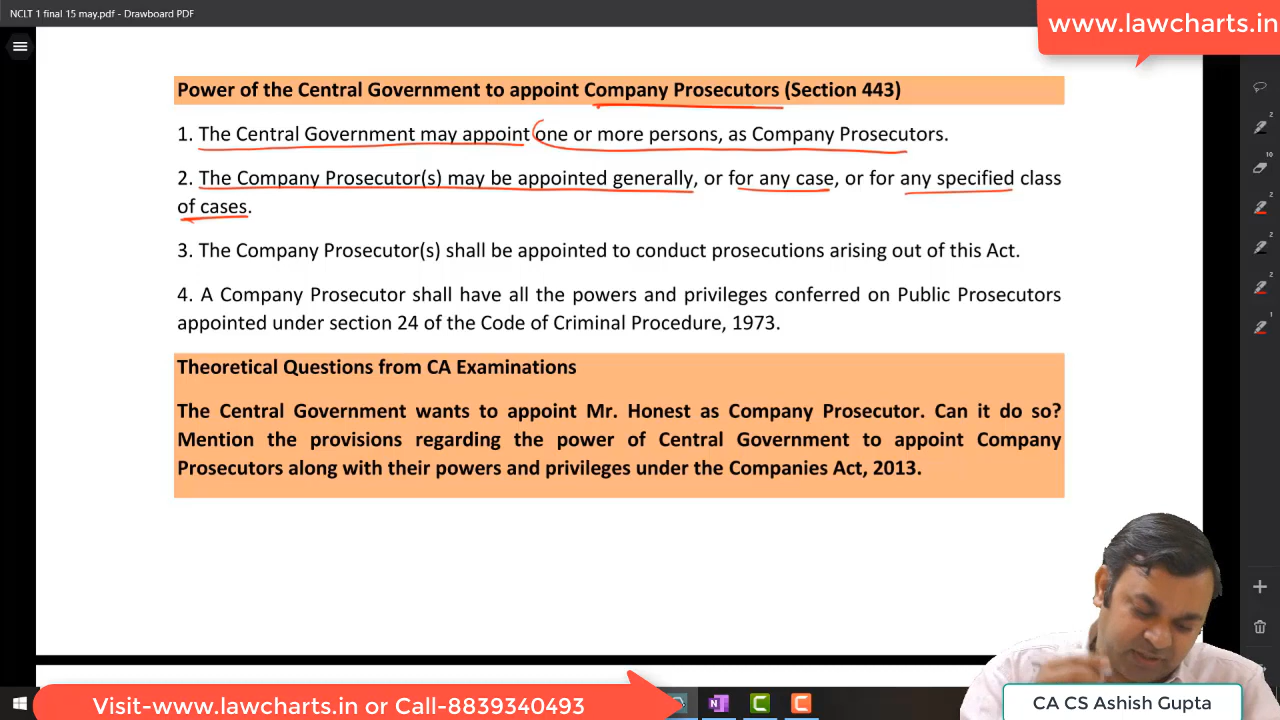 NCLT 1 final 15 may.pdf - Drawboard PDF
www.lawcharts.in
Power of the Central Government to appoint Company Prosecutors (Section 443)
1. The Central Government may appoint one or more persons, as Company Prosecutors.
2. The Company Prosecutor(s) may be appointed generally, or for any case, or for any specified class
of cases.
3. The Company Prosecutor(s) shall be appointed to conduct prosecutions arising out of this Act.
4. A Company Prosecutor shall have all the powers and privileges conferred on Public Prosecutors
appointed under section 24 of the Code of Criminal Procedure, 1973.
Theoretical Questions from CA Examinations
The Central Government wants to appoint Mr. Honest as Company Prosecutor. Can it do so?
Mention the provisions regarding the power of Central Government to appoint Company
Prosecutors along with their powers and privileges under the Companies Act, 2013.
2
10
2
2
2
1
Visit-www.lawcharts.in or Call-8839340493
CA CS Ashish Gupta